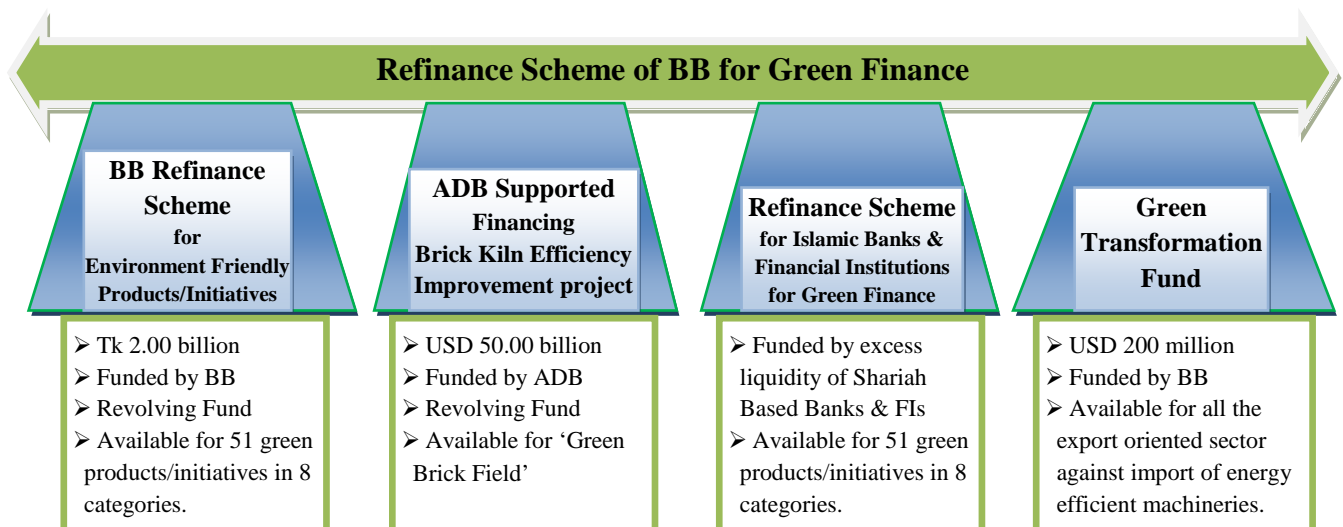 Refinance Scheme of BB for Green Finance
BB Refinance
Scheme
for
Environment Friendly
Products/Initiatives
➢ Tk 2.00 billion
➢ Funded by BB
➢ Revolving Fund
➢ Available for 51 green
products/initiatives in 8
categories.
ADB Supported
Financing
Brick Kiln Efficiency
Improvement project
➢ USD 50.00 billion
➢ Funded by ADB
➢ Revolving Fund
➢ Available for ‘Green
Brick Field’
Refinance Scheme
for Islamic Banks &
Financial Institutions
for Green Finance
➢ Funded by excess
liquidity of Shariah
Based Banks & FIs
➢ Available for 51 green
products/initiatives in 8
categories.
Green
Transformation
Fund
➢ USD 200 million
➢ Funded by BB
➢ Available for all the
export oriented sector
against import of energy
efficient machineries.